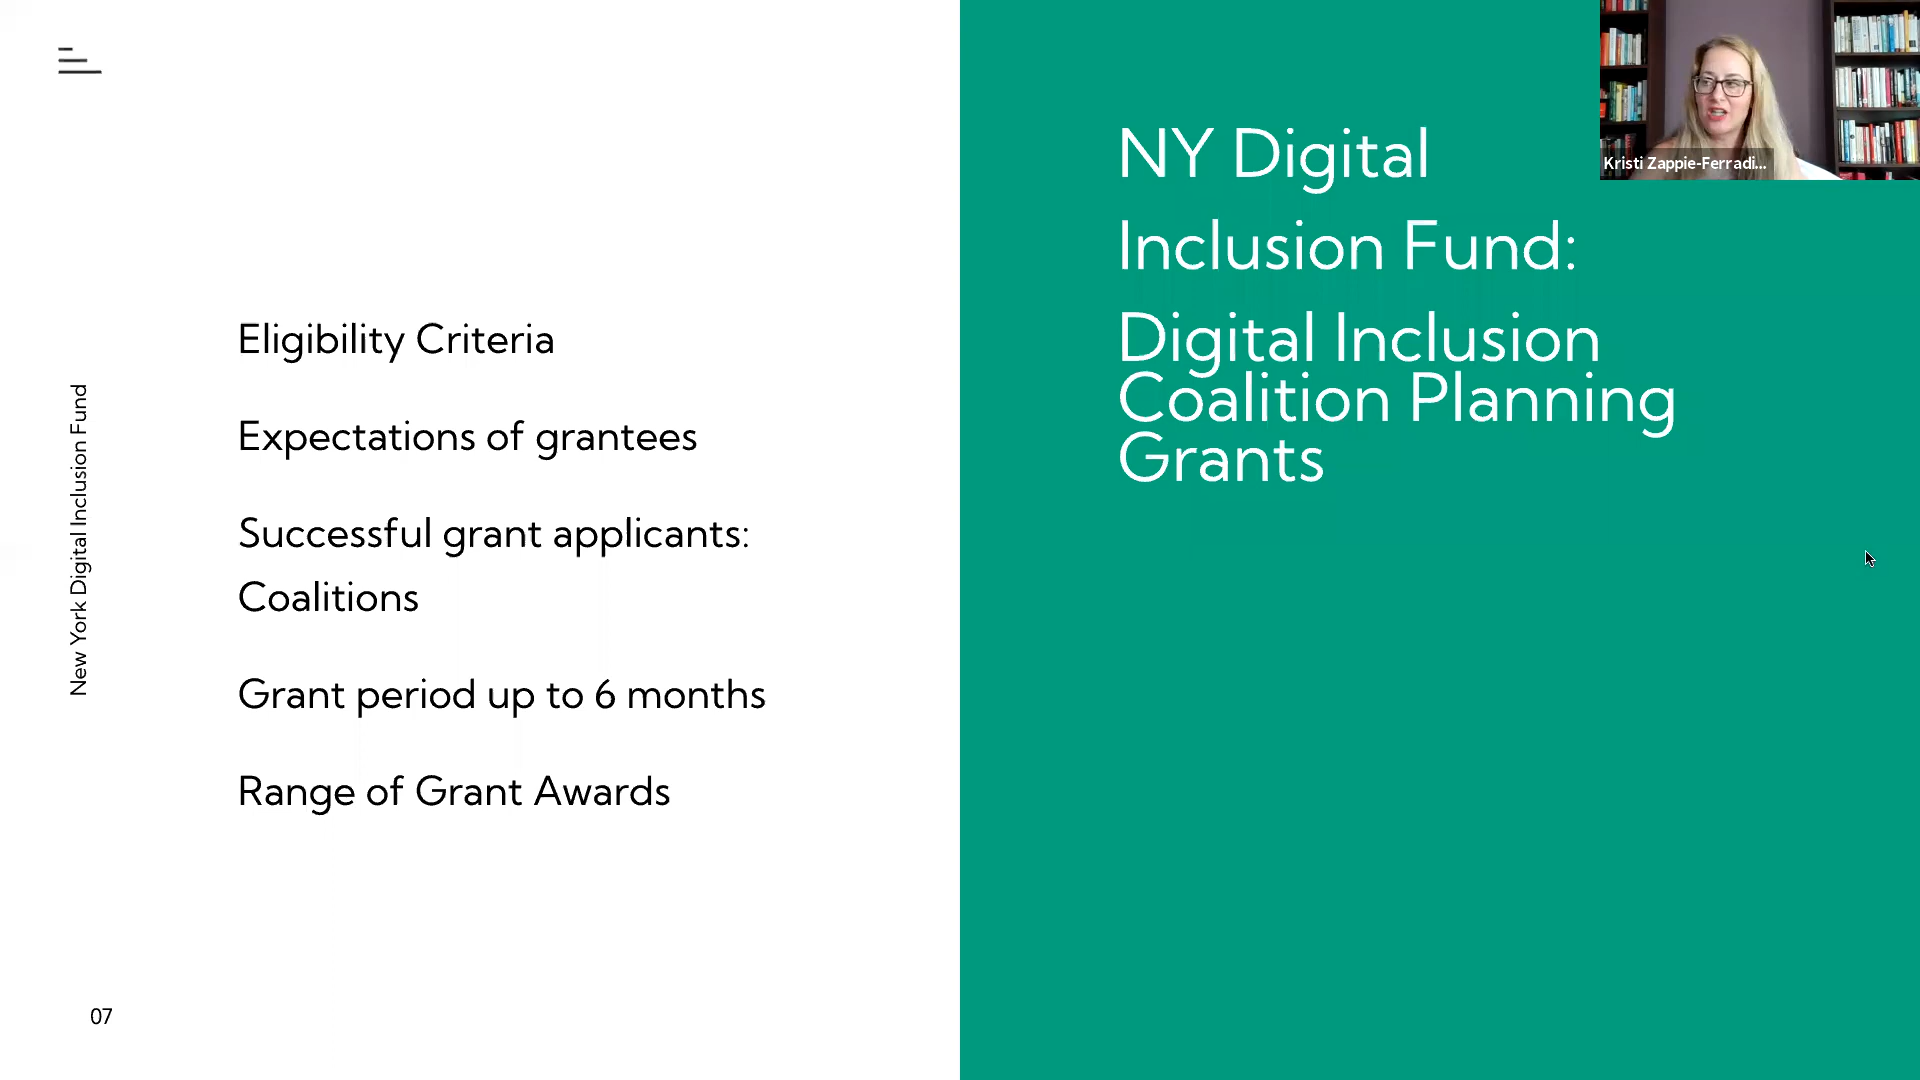 New York Digital Inclusion Fund
Eligibility Criteria
Expectations of grantees
Successful grant applicants:
Coalitions
Grant period up to 6 months
Range of Grant Awards
07
NY Digital
Inclusion Fund:
Digital Inclusion
Coalition Planning
Grants
Kristi Zappie-Ferradi...